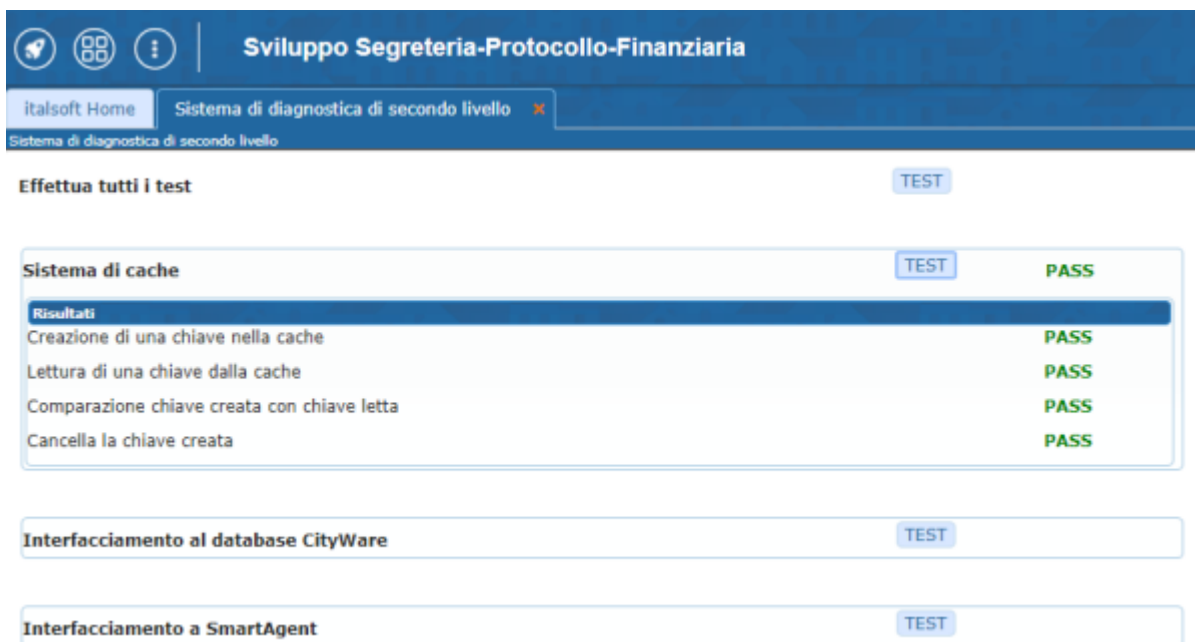 Sviluppo Segreteria-Protocollo-Finanziaria
italsoft Home Sistema di diagnostica di secondo livello x
Sistema di diagnostica di secondo livello
Effettua tutti i test TEST
Sistema di cache TEST PASS
Risultati
Creazione di una chiave nella cache PASS
Lettura di una chiave dalla cache PASS
Comparazione chiave creata con chiave letta PASS
Cancella la chiave creata PASS
Interfacciamento al database CityWare TEST
Interfacciamento a SmartAgent TEST